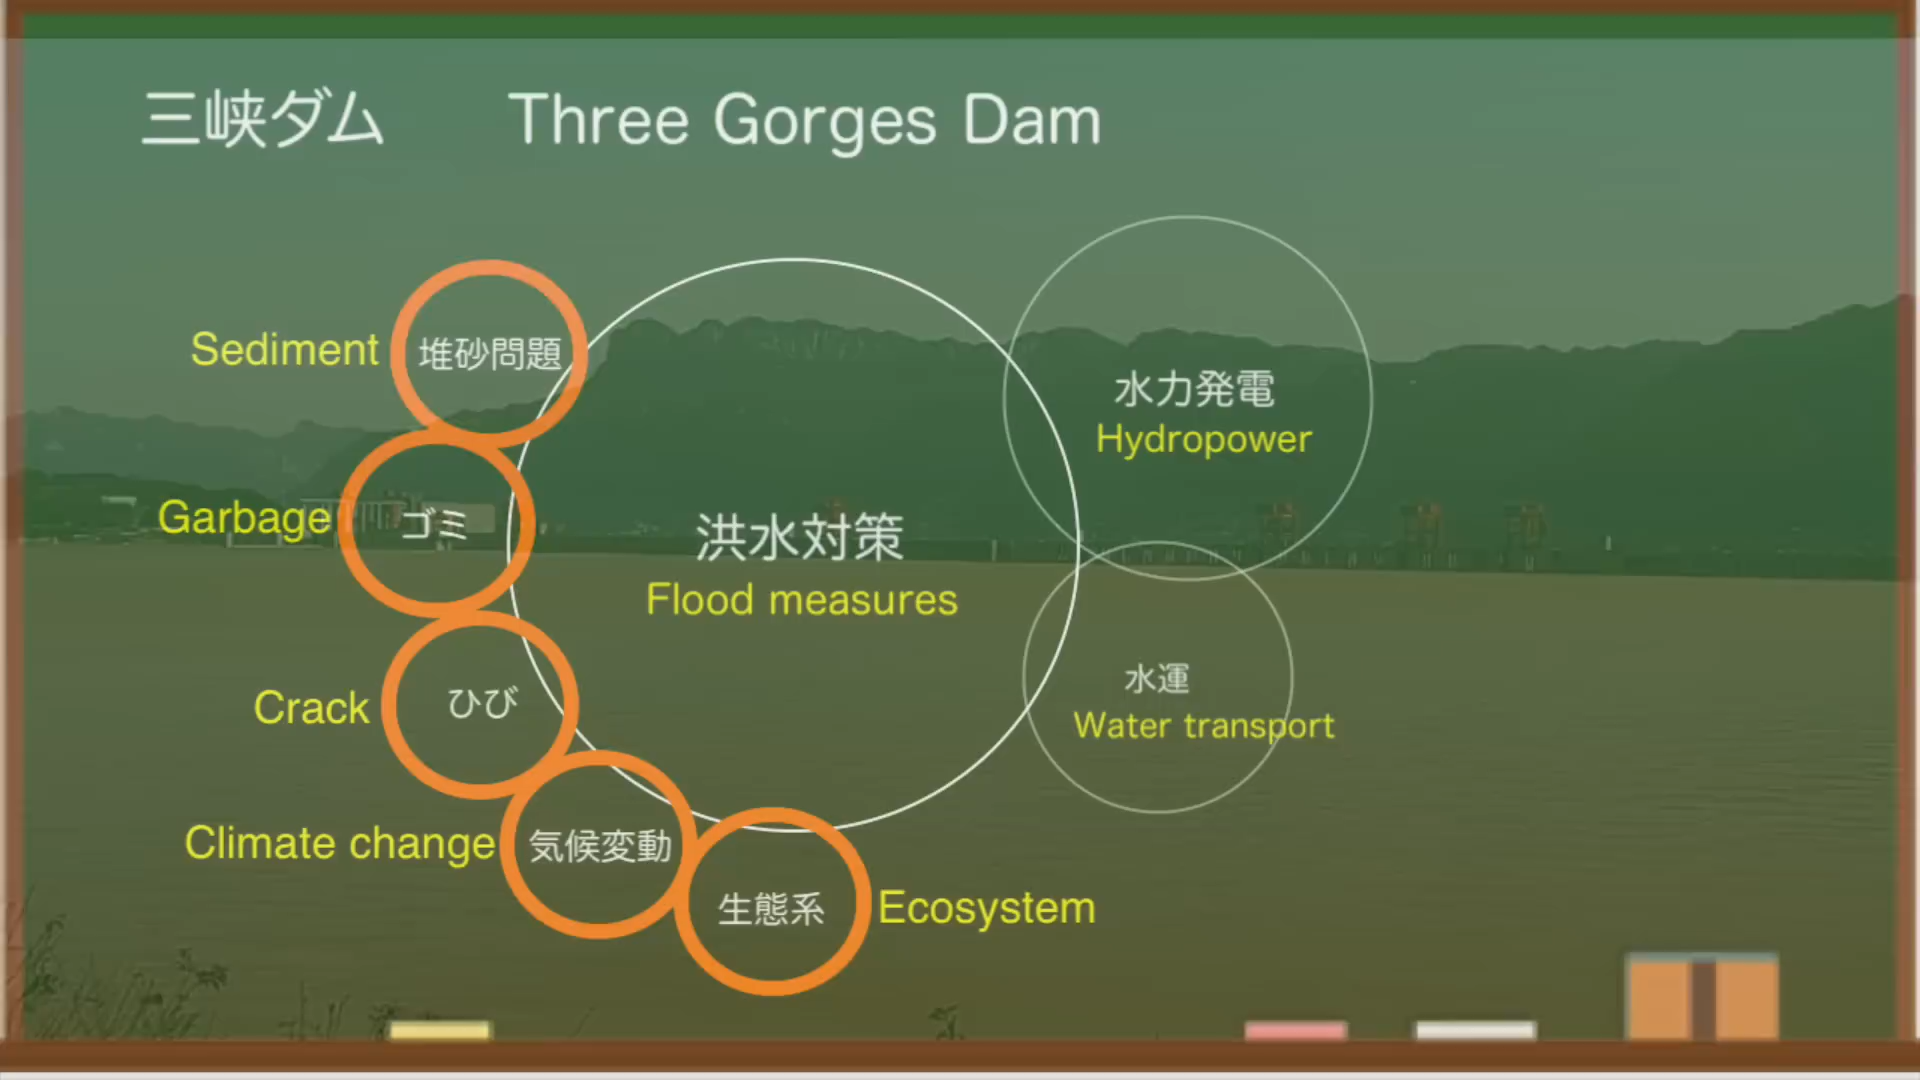 三峡ダム Three Gorges Dam
Sediment 堆砂問題
水力発電
Hydropower
Garbage ゴミ
洪水対策
Flood measures
水運
Water transport
Crack ひび
Climate change 気候変動
生態系 Ecosystem